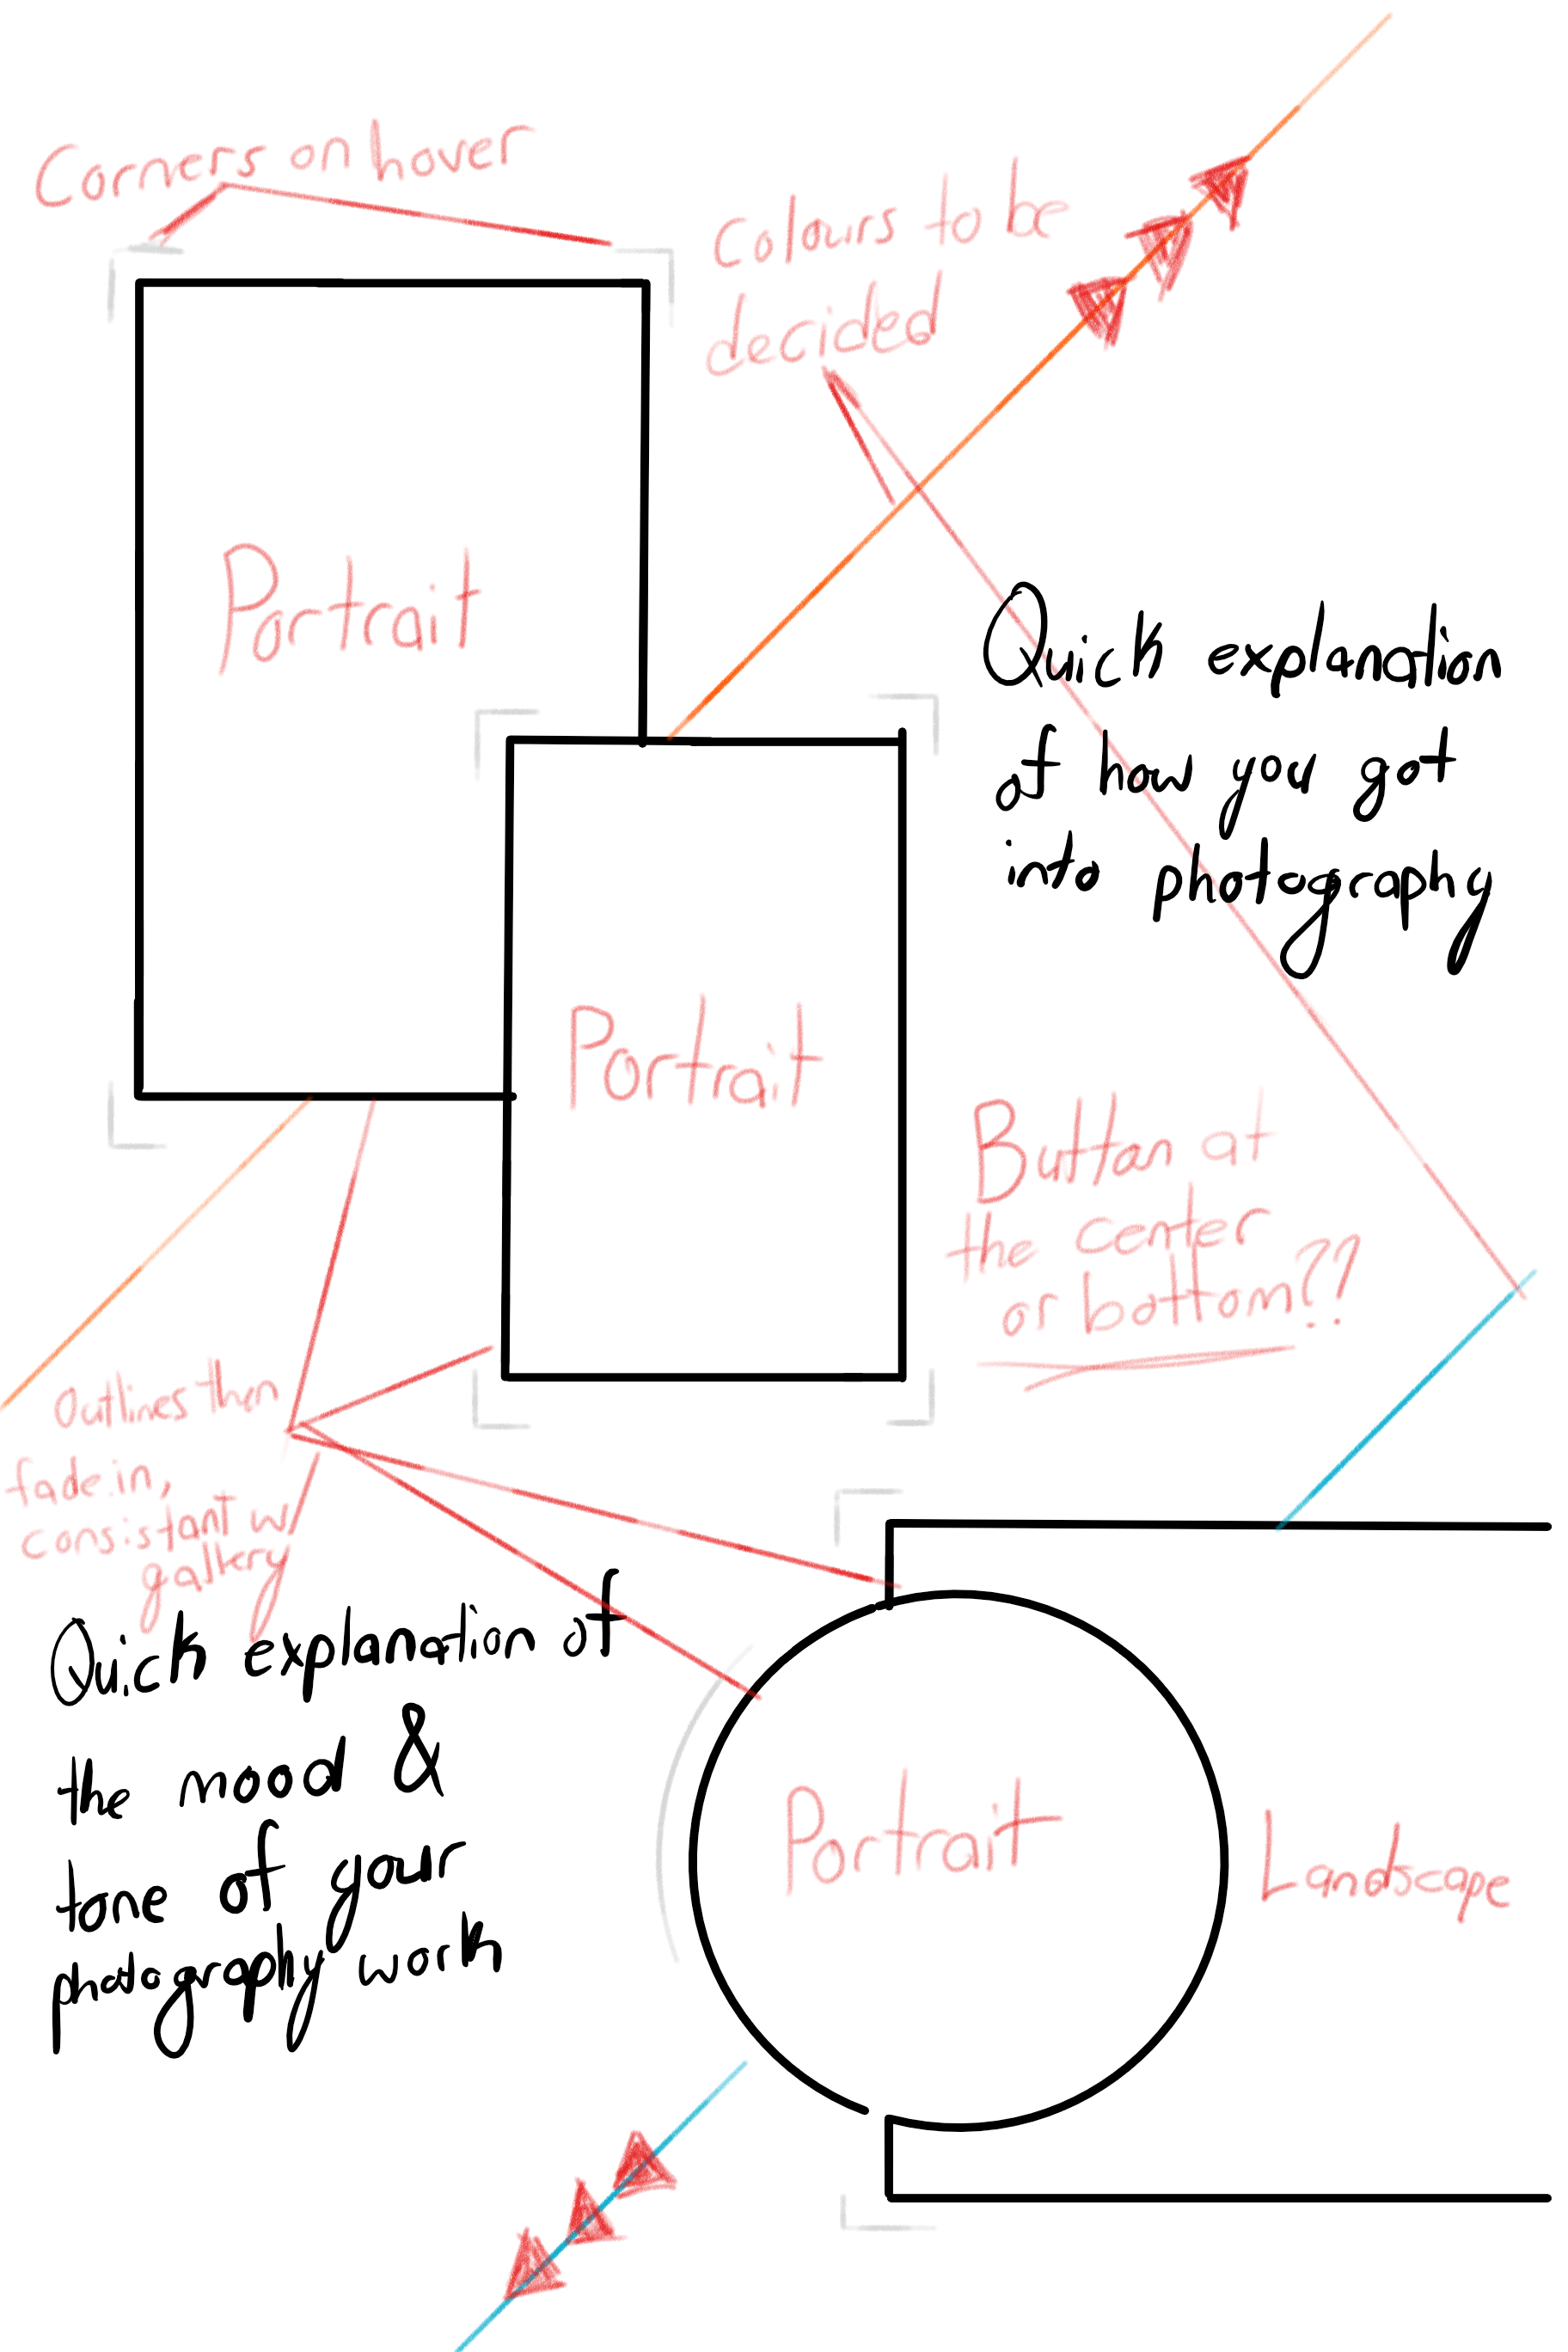 Corners on hover
Colours to be
decided
Portrait
Quick explanation
of how you got
into photography
Portrait
Button at
the center
or bottom??
Outlines then
fade in,
consistant w/
gallery
Quick explanation of
the mood &
tone of your
photography work
Portrait
Landscape